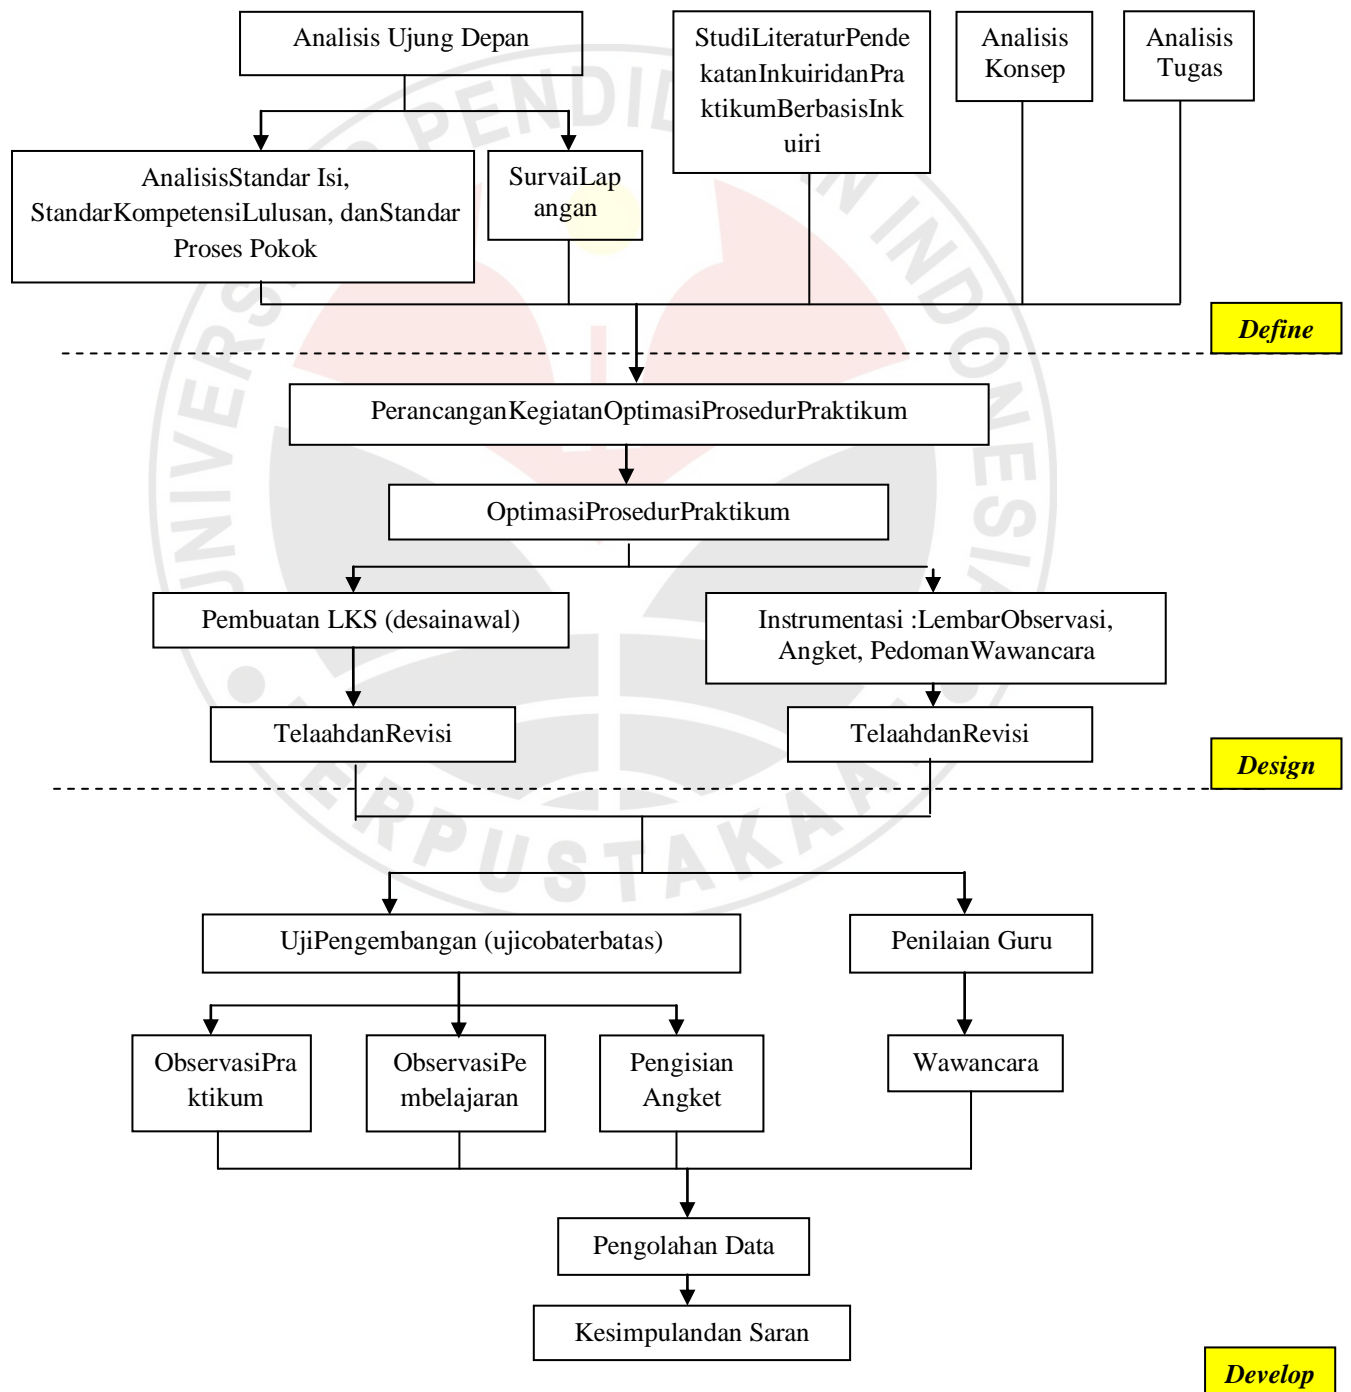 Analisis Ujung Depan
StudiLiteraturPende
katanInkuiridanPra
ktikumBerbasisInk
uiri
Analisis
Konsep
Analisis
Tugas
AnalisisStandar Isi,
StandarKompetensiLulusan, danStandar
Proses Pokok
SurvaiLap
angan
Define
PerancanganKegiatanOptimasiProsedurPraktikum
OptimasiProsedurPraktikum
Pembuatan LKS (desainawal)
Instrumentasi :LembarObservasi,
Angket, PedomanWawancara
TelaahdanRevisi
TelaahdanRevisi
Design
UjiPengembangan (ujicobaterbatas)
Penilaian Guru
ObservasiPra
ktikum
ObservasiPe
mbelajaran
Pengisian
Angket
Wawancara
Pengolahan Data
Kesimpulandan Saran
Develop